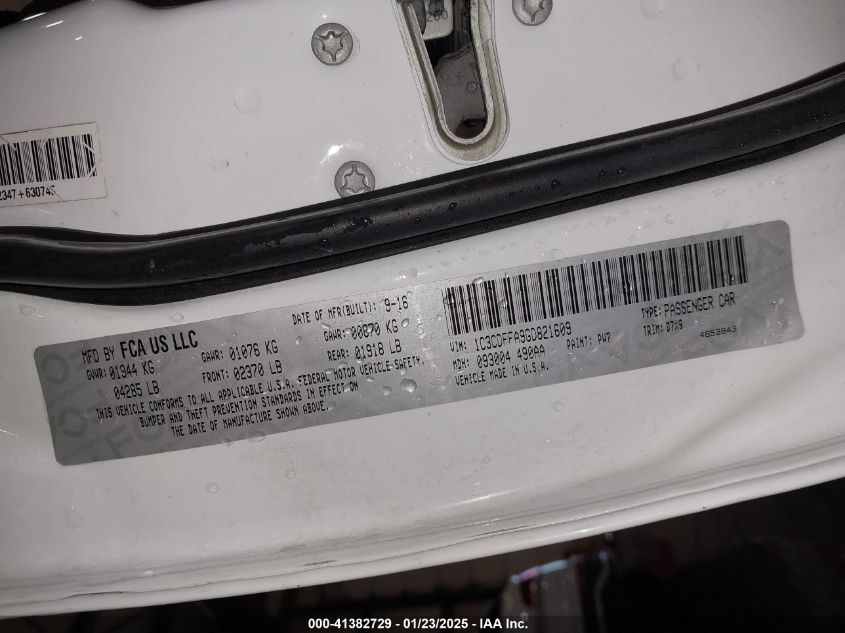 2347+63074
MFD BY FCA US LLC
DATE OF MFR(BUILT): 9-16
GVWR: 01944 KG
GAWR: 01076 KG
GAWR: 00870 KG
04285 LB
FRONT: 02370 LB
REAR: 01918 LB
THIS VEHICLE CONFORMS TO ALL APPLICABLE U.S.A. FEDERAL MOTOR VEHICLE-SAFETY,
BUMPER AND THEFT PREVENTION STANDARDS IN EFFECT ON
THE DATE OF MANUFACTURE SHOWN ABOVE.
VIN: 1C3CDFFA9GD821609
TYPE: PASSENGER CAR
MDH: 093004 490AA
PAINT: PW7
TRIM: D7X9
VEHICLE MADE IN U.S.A.
4653843
000-41382729 - 01/23/2025 - IAA Inc.